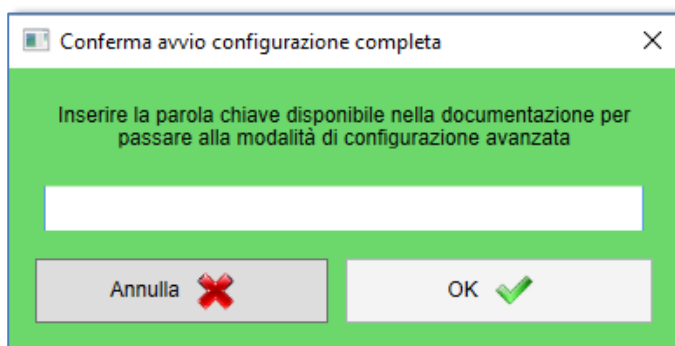 Conferma avvio configurazione completa
Inserire la parola chiave disponibile nella documentazione per
passare alla modalità di configurazione avanzata
Annulla
OK